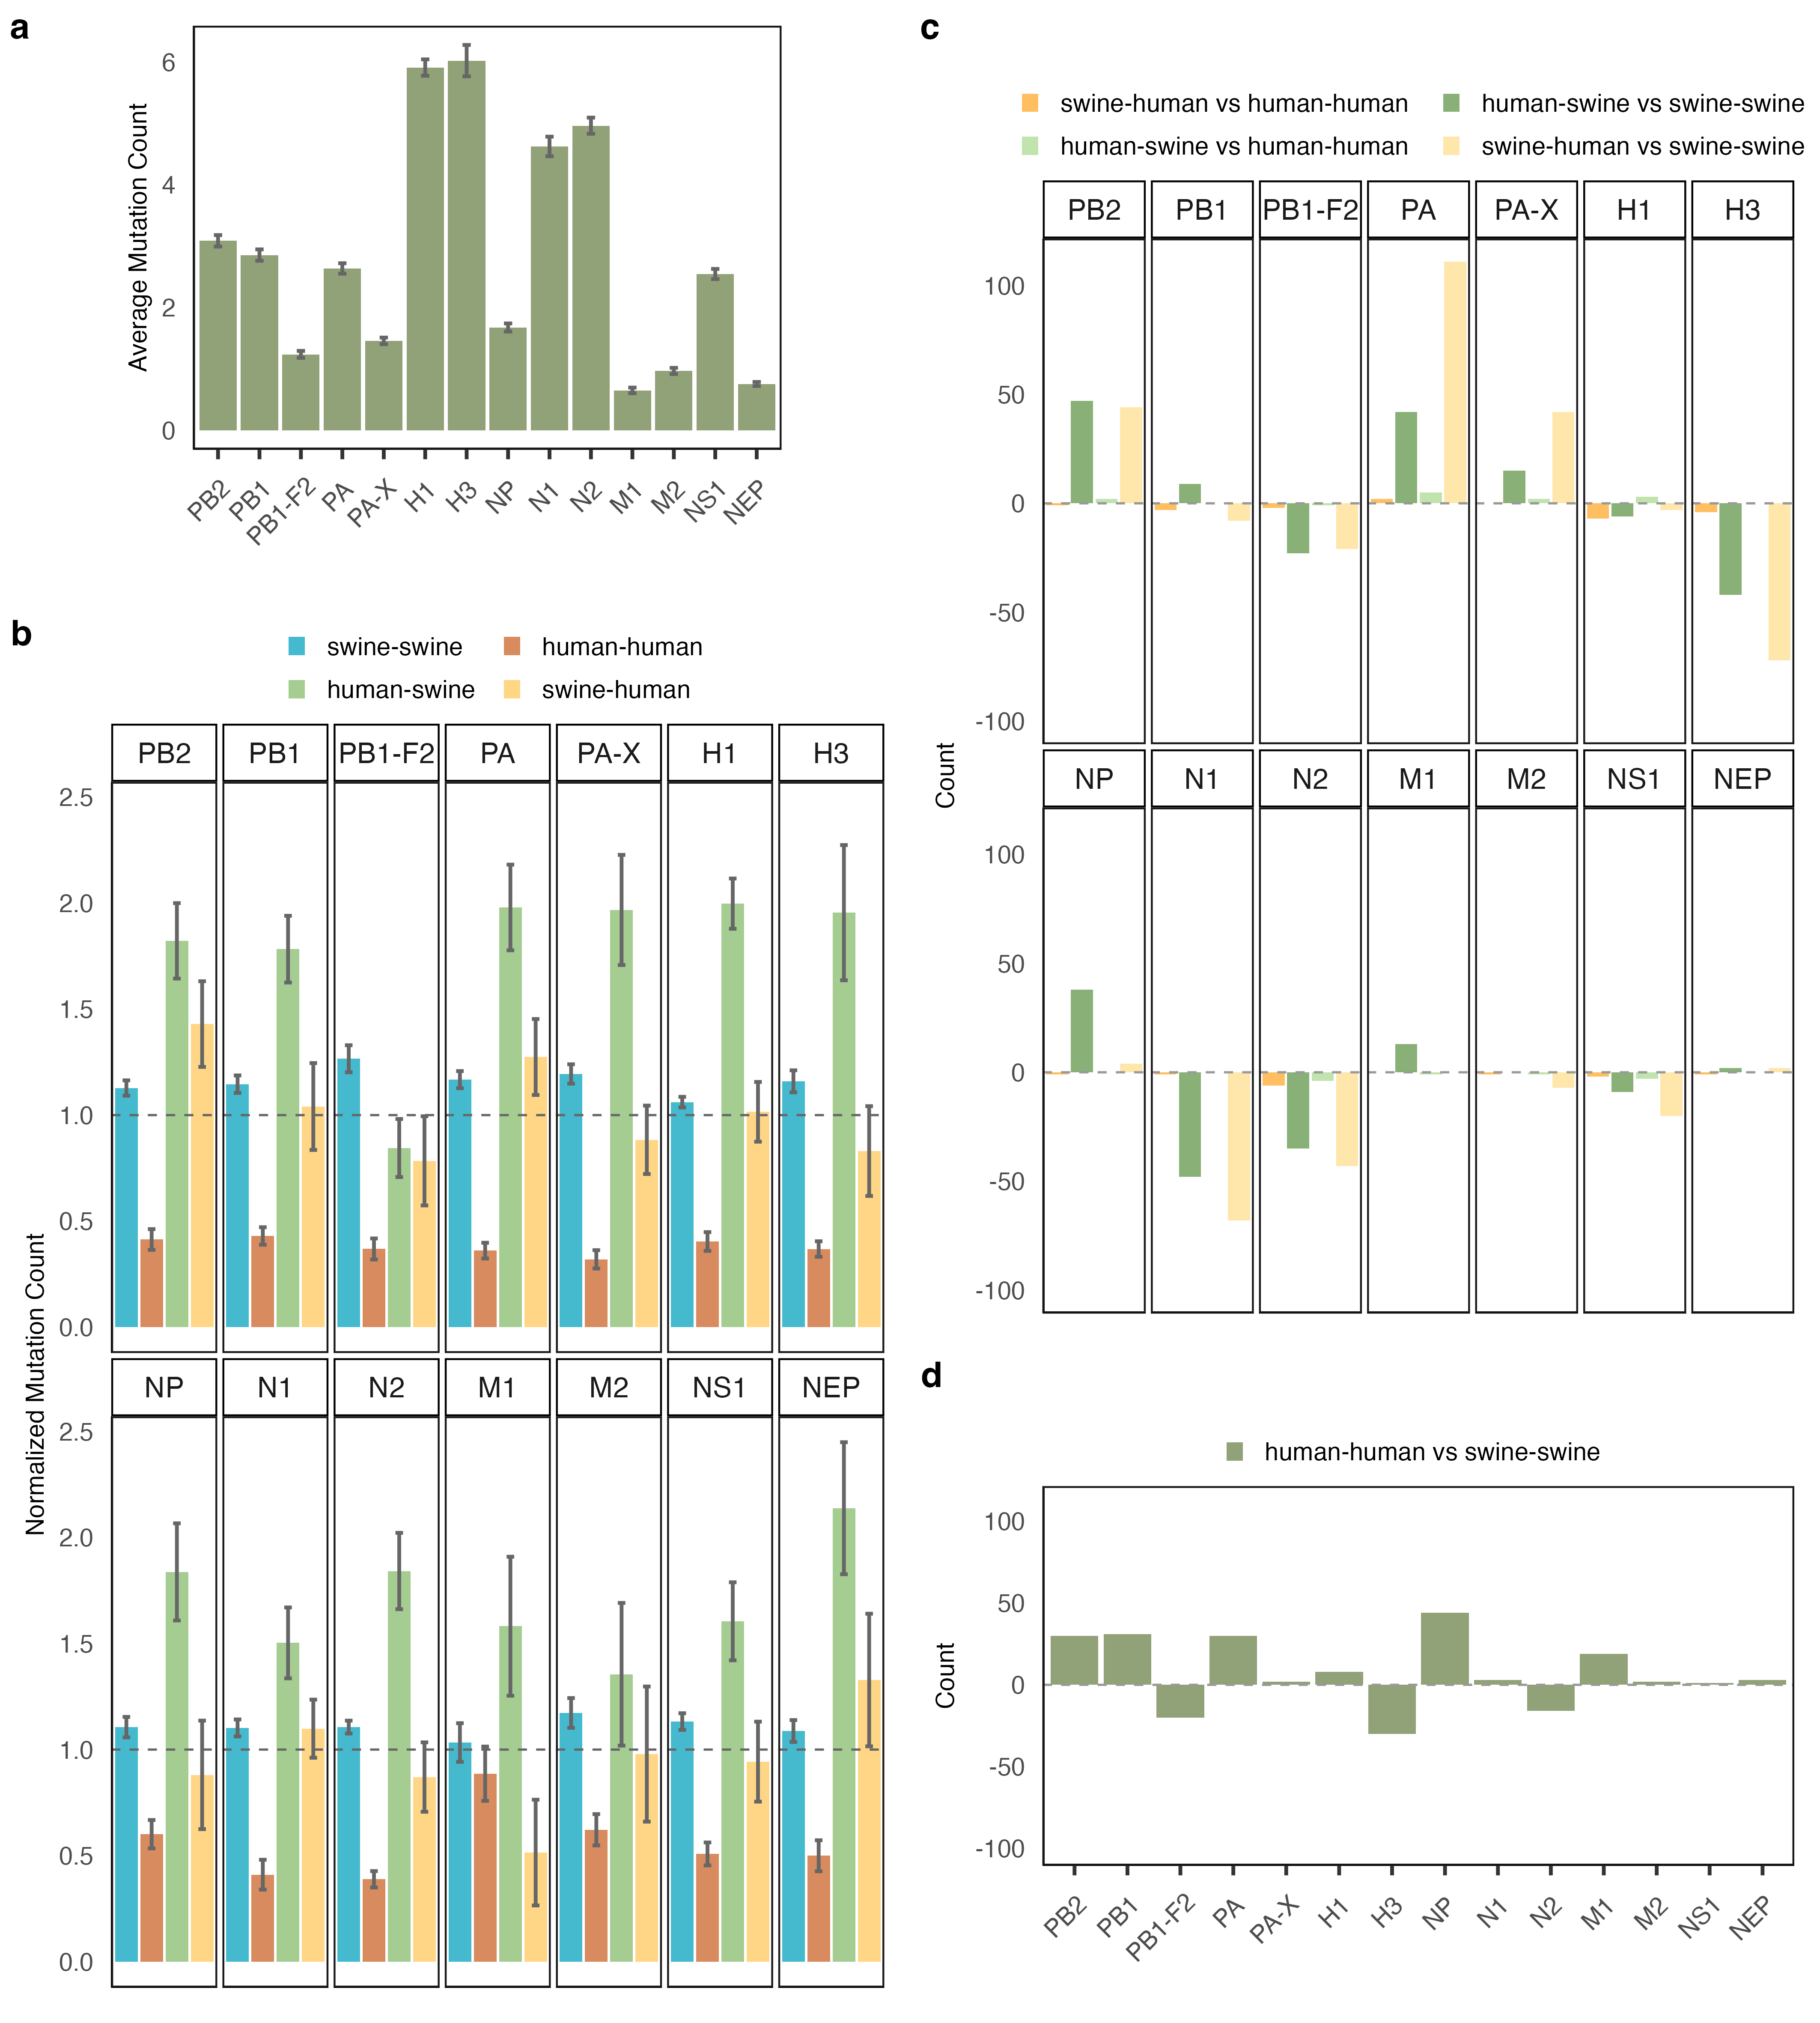 a
Average Mutation Count
6
4
2
0
PB2 PB1 PB1-F2 PA PA-X H1 H3 NP N1 N2 M1 M2 NS1 NEP
b
swine-swine human-human
human-swine swine-human
Normalized Mutation Count
PB2 PB1 PB1-F2 PA PA-X H1 H3
2.5
2.0
1.5
1.0
0.5
0.0
NP N1 N2 M1 M2 NS1 NEP
2.5
2.0
1.5
1.0
0.5
0.0
c
swine-human vs human-human human-swine vs swine-swine
human-swine vs human-human swine-human vs swine-swine
Count
PB2 PB1 PB1-F2 PA PA-X H1 H3
100
50
0
-50
-100
NP N1 N2 M1 M2 NS1 NEP
100
50
0
-50
-100
d
human-human vs swine-swine
Count
100
50
0
-50
-100
PB2 PB1 PB1-F2 PA PA-X H1 H3 NP N1 N2 M1 M2 NS1 NEP